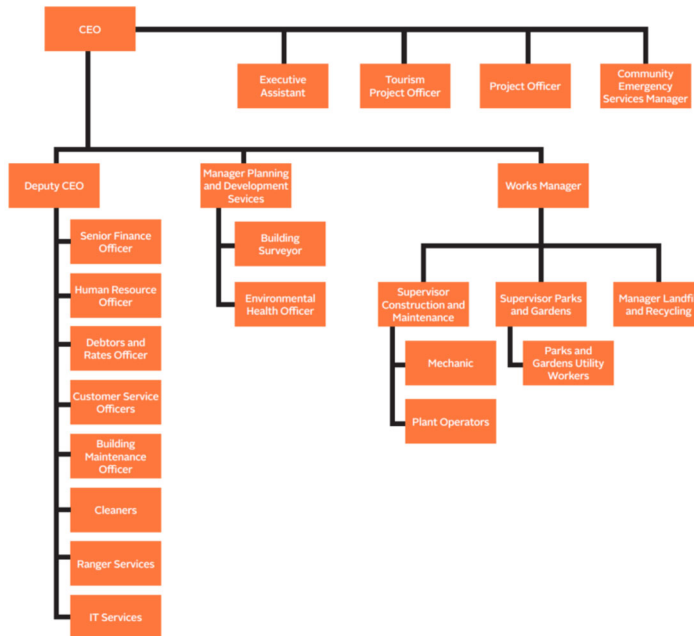 CEO
Executive
Assistant
Tourism
Project Officer
Project Officer
Community
Emergency
Services Manager
Deputy CEO
Manager Planning
and Development
Sevices
Works Manager
Senior Finance
Officer
Human Resource
Officer
Debtors and
Rates Officer
Customer Service
Officers
Building
Maintenance
Officer
Cleaners
Ranger Services
IT Services
Building
Surveyor
Environmental
Health Officer
Supervisor
Construction and
Maintenance
Mechanic
Plant Operators
Supervisor Parks
and Gardens
Parks and
Gardens Utility
Workers
Manager Landfil
and Recycling